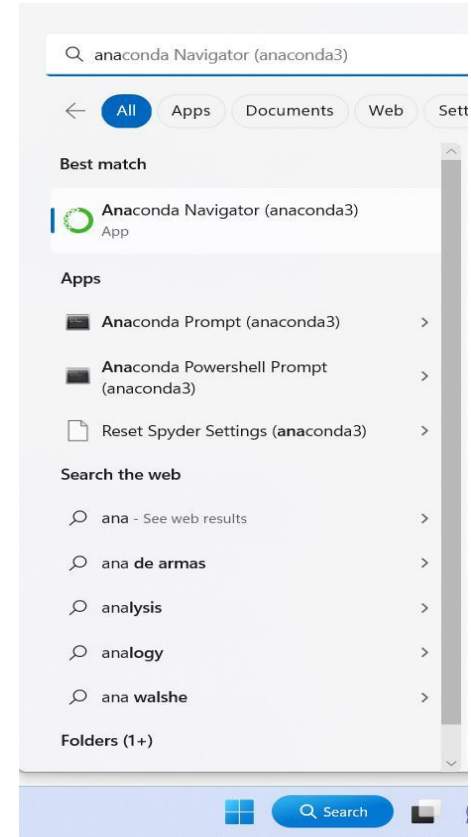 anaconda Navigator (anaconda3)
All Apps Documents Web Sett
Best match
Anaconda Navigator (anaconda3)
App
Apps
Anaconda Prompt (anaconda3)
Anaconda Powershell Prompt
(anaconda3)
Reset Spyder Settings (anaconda3)
Search the web
ana - See web results
ana de armas
analysis
analogy
ana walshe
Folders (1+)
Search